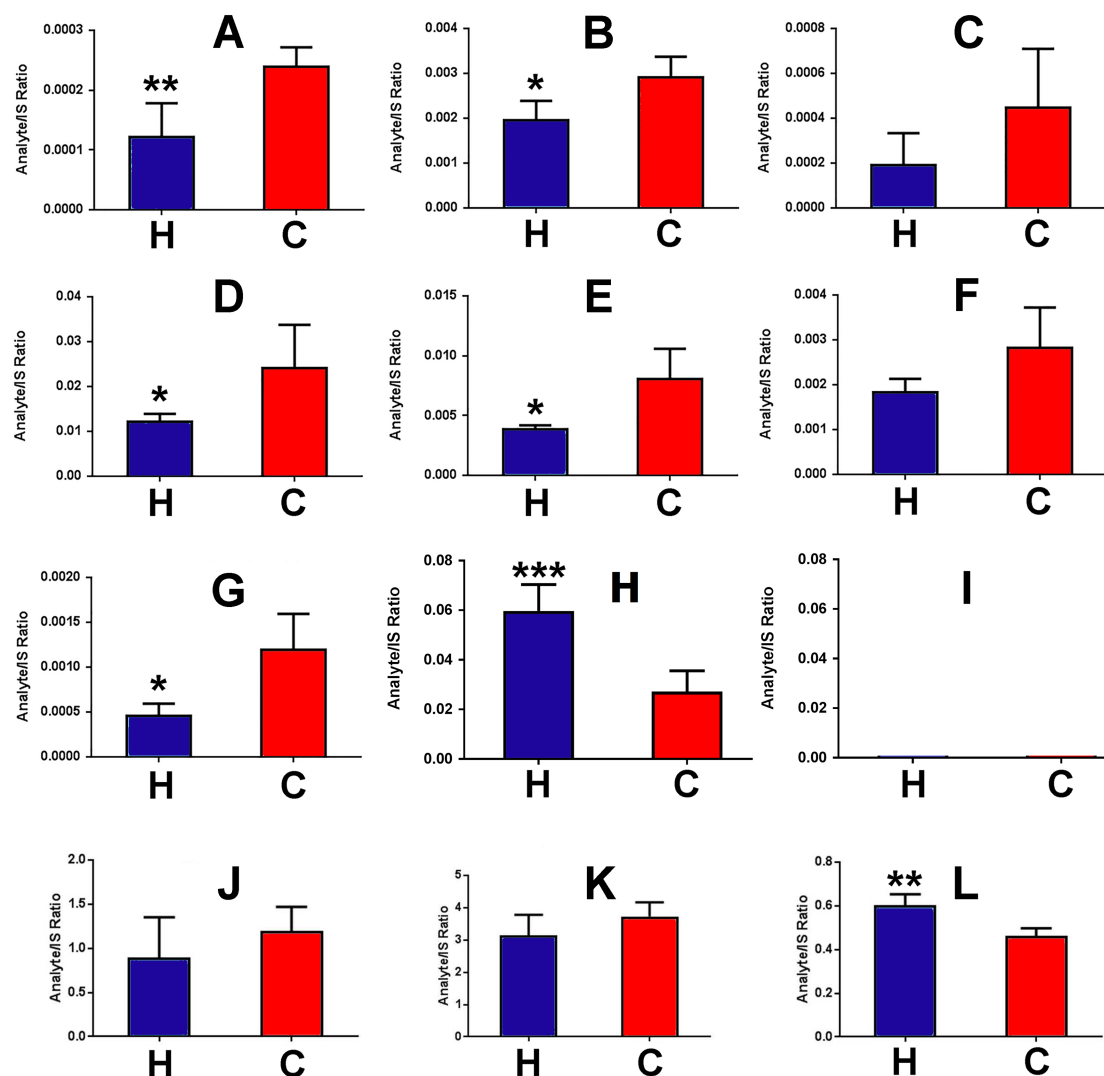 A
Analyte/IS Ratio
0.0003
0.0002
0.0001
0.0000
**
H
C
B
Analyte/IS Ratio
0.004
0.003
0.002
0.001
0.000
*
H
C
C
Analyte/IS Ratio
0.0008
0.0006
0.0004
0.0002
0.0000
H
C
D
Analyte/IS Ratio
0.04
0.03
0.02
0.01
0.00
*
H
C
E
Analyte/IS Ratio
0.015
0.010
0.005
0.000
*
H
C
F
Analyte/IS Ratio
0.004
0.003
0.002
0.001
0.000
H
C
G
Analyte/IS Ratio
0.0020
0.0015
0.0010
0.0005
0.0000
*
H
C
H
Analyte/IS Ratio
0.08
0.06
0.04
0.02
0.00
***
H
C
I
Analyte/IS Ratio
0.08
0.06
0.04
0.02
0.00
H
C
J
Analyte/IS Ratio
2.0
1.5
1.0
0.5
0.0
H
C
K
Analyte/IS Ratio
5
4
3
2
1
0
H
C
L
Analyte/IS Ratio
0.8
0.6
0.4
0.2
0.0
**
H
C